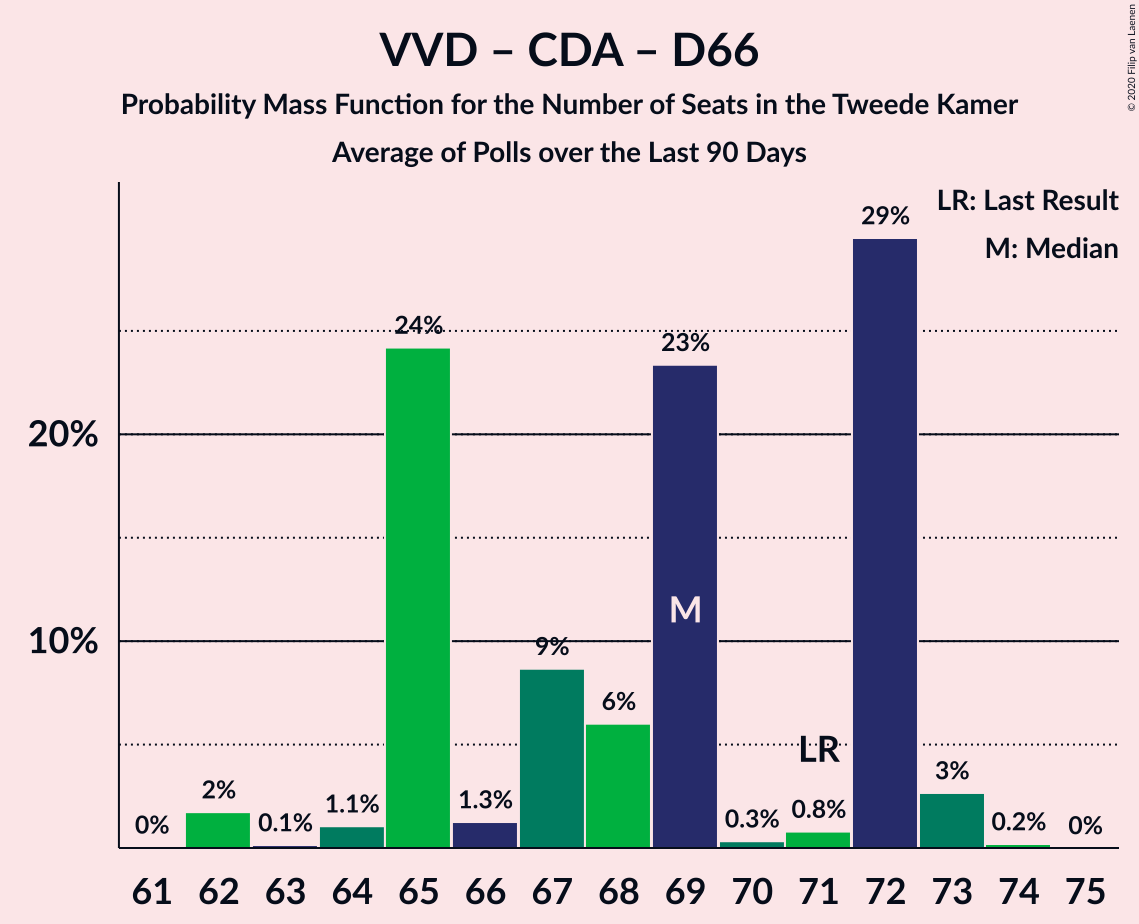 VVD – CDA – D66
Probability Mass Function for the Number of Seats in the Tweede Kamer
Average of Polls over the Last 90 Days
© 2020 Filip van Laenen
LR: Last Result
M: Median
20%
10%
0%
2%
0.1%
1.1%
24%
1.3%
9%
6%
23%
M
0.3%
LR
0.8%
29%
3%
0.2%
0%
61 62 63 64 65 66 67 68 69 70 71 72 73 74 75